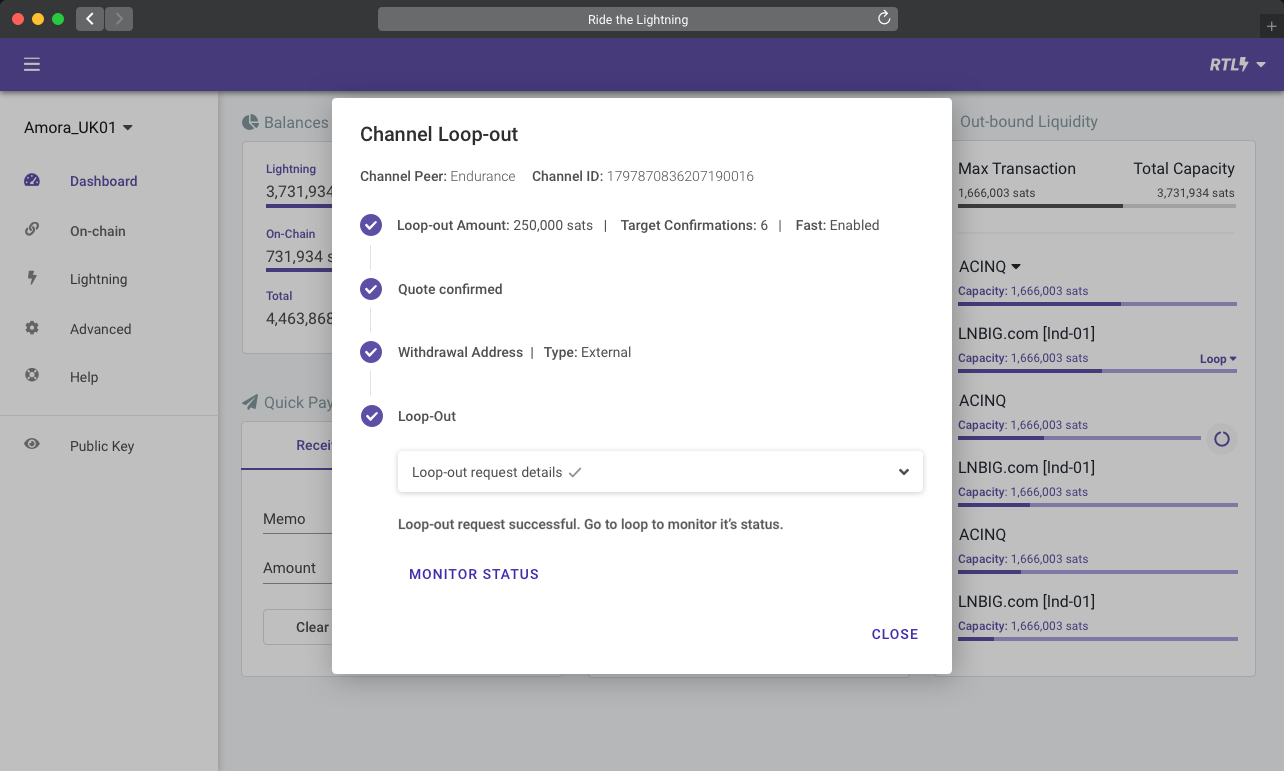 Ride the Lightning
RTL
Amora_UK01
Dashboard
On-chain
Lightning
Advanced
Help
Public Key
Balances
Lightning
3,731,934
On-Chain
731,934 s
Total
4,463,868
Quick Pay
Recei
Memo
Amount
Clear
Channel Loop-out
Channel Peer: Endurance Channel ID: 1797870836207190016
Loop-out Amount: 250,000 sats | Target Confirmations: 6 | Fast: Enabled
Quote confirmed
Withdrawal Address | Type: External
Loop-Out
Loop-out request details
Loop-out request successful. Go to loop to monitor it’s status.
MONITOR STATUS
CLOSE
Out-bound Liquidity
Max Transaction Total Capacity
1,666,003 sats 3,731,934 sats
ACINQ
Capacity: 1,666,003 sats
LNBIG.com [lnd-01]
Capacity: 1,666,003 sats Loop
ACINQ
Capacity: 1,666,003 sats
LNBIG.com [lnd-01]
Capacity: 1,666,003 sats
ACINQ
Capacity: 1,666,003 sats
LNBIG.com [lnd-01]
Capacity: 1,666,003 sats